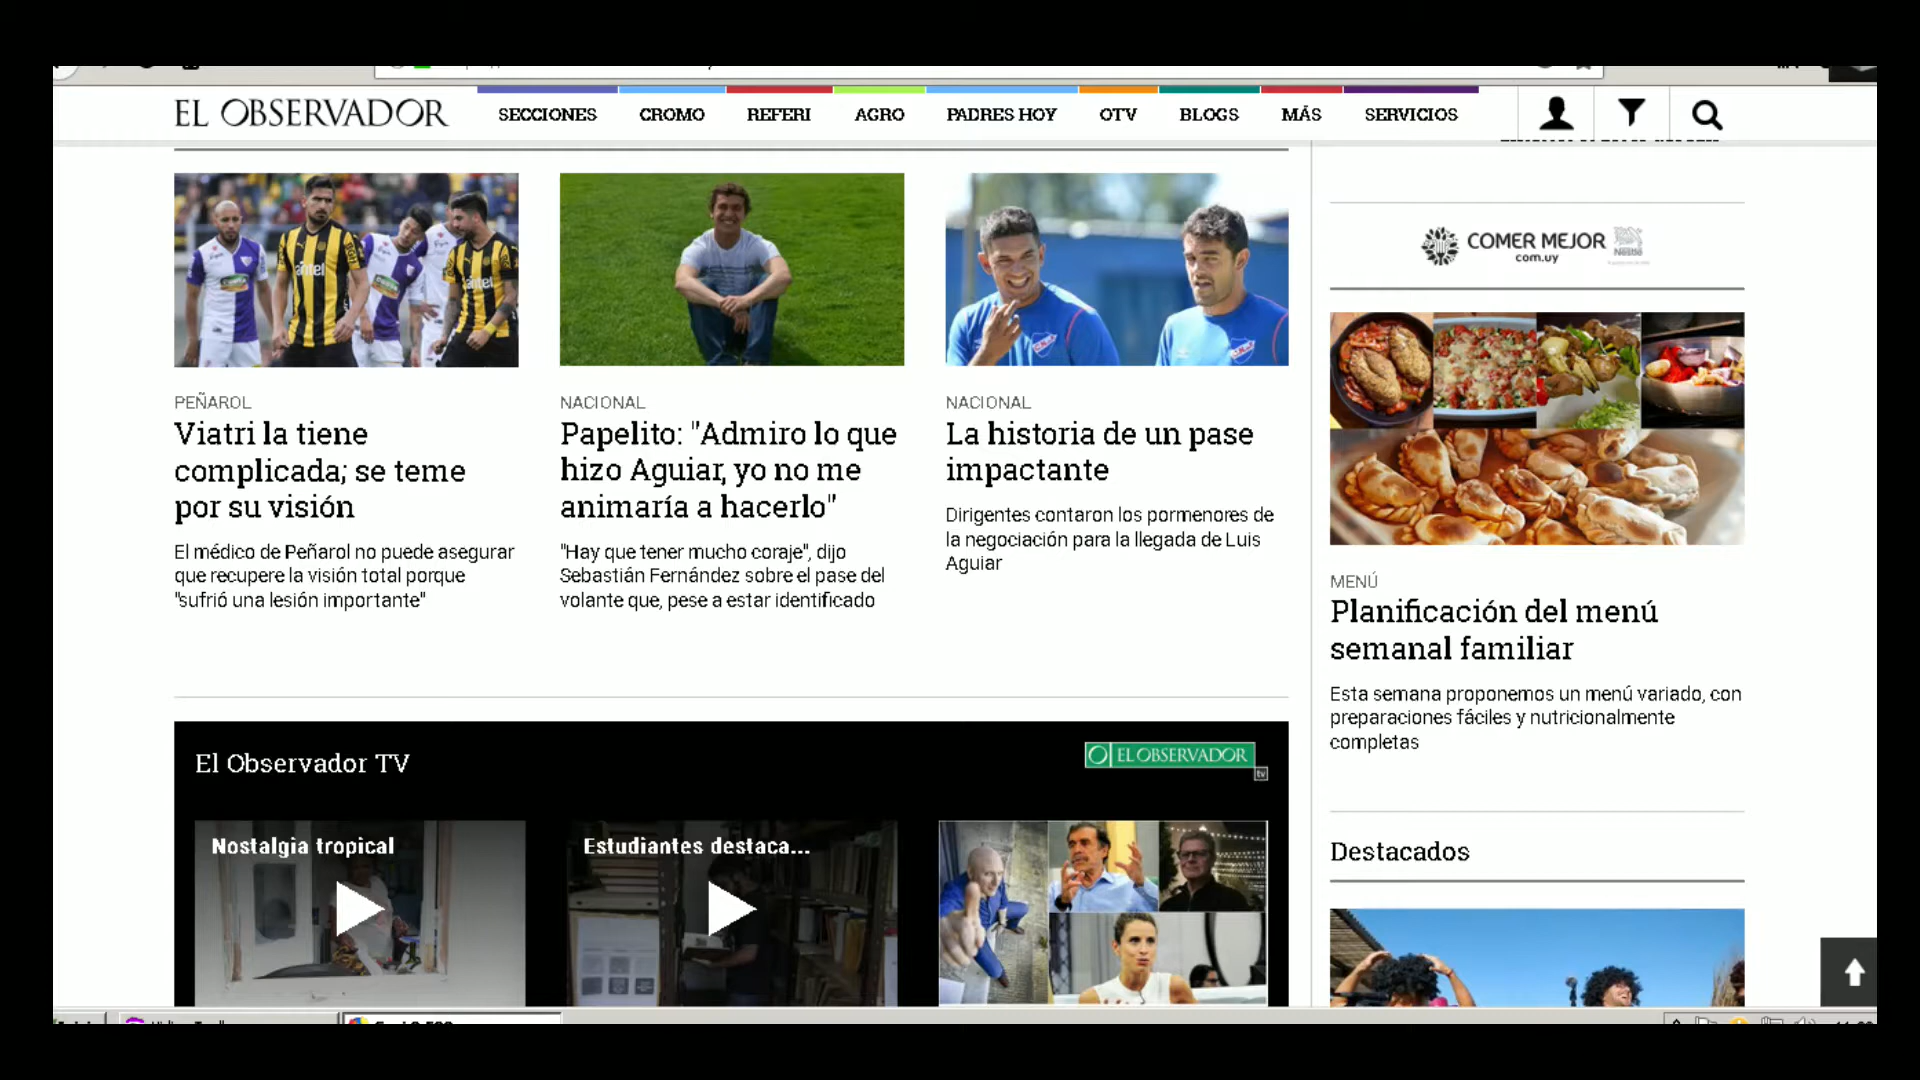 EL OBSERVADOR
SECCIONES CROMO REFERI AGRO PADRES HOY OTV BLOGS MÁS SERVICIOS
PEÑAROL
Viatri la tiene
complicada; se teme
por su visión
El médico de Peñarol no puede asegurar
que recupere la visión total porque
"sufrió una lesión importante"
NACIONAL
Papelito: "Admiro lo que
hizo Aguiar, yo no me
animaría a hacerlo"
"Hay que tener mucho coraje", dijo
Sebastián Fernández sobre el pase del
volante que, pese a estar identificado
NACIONAL
La historia de un pase
impactante
Dirigentes contaron los pormenores de
la negociación para la llegada de Luis
Aguiar
COMER MEJOR
com.uy
Nestlé
MENÚ
Planificación del menú
semanal familiar
Esta semana proponemos un menú variado, con
preparaciones fáciles y nutricionalmente
completas
El Observador TV
EL OBSERVADOR
tv
Nostalgia tropical
Estudiantes destaca...
Destacados
antel
antel